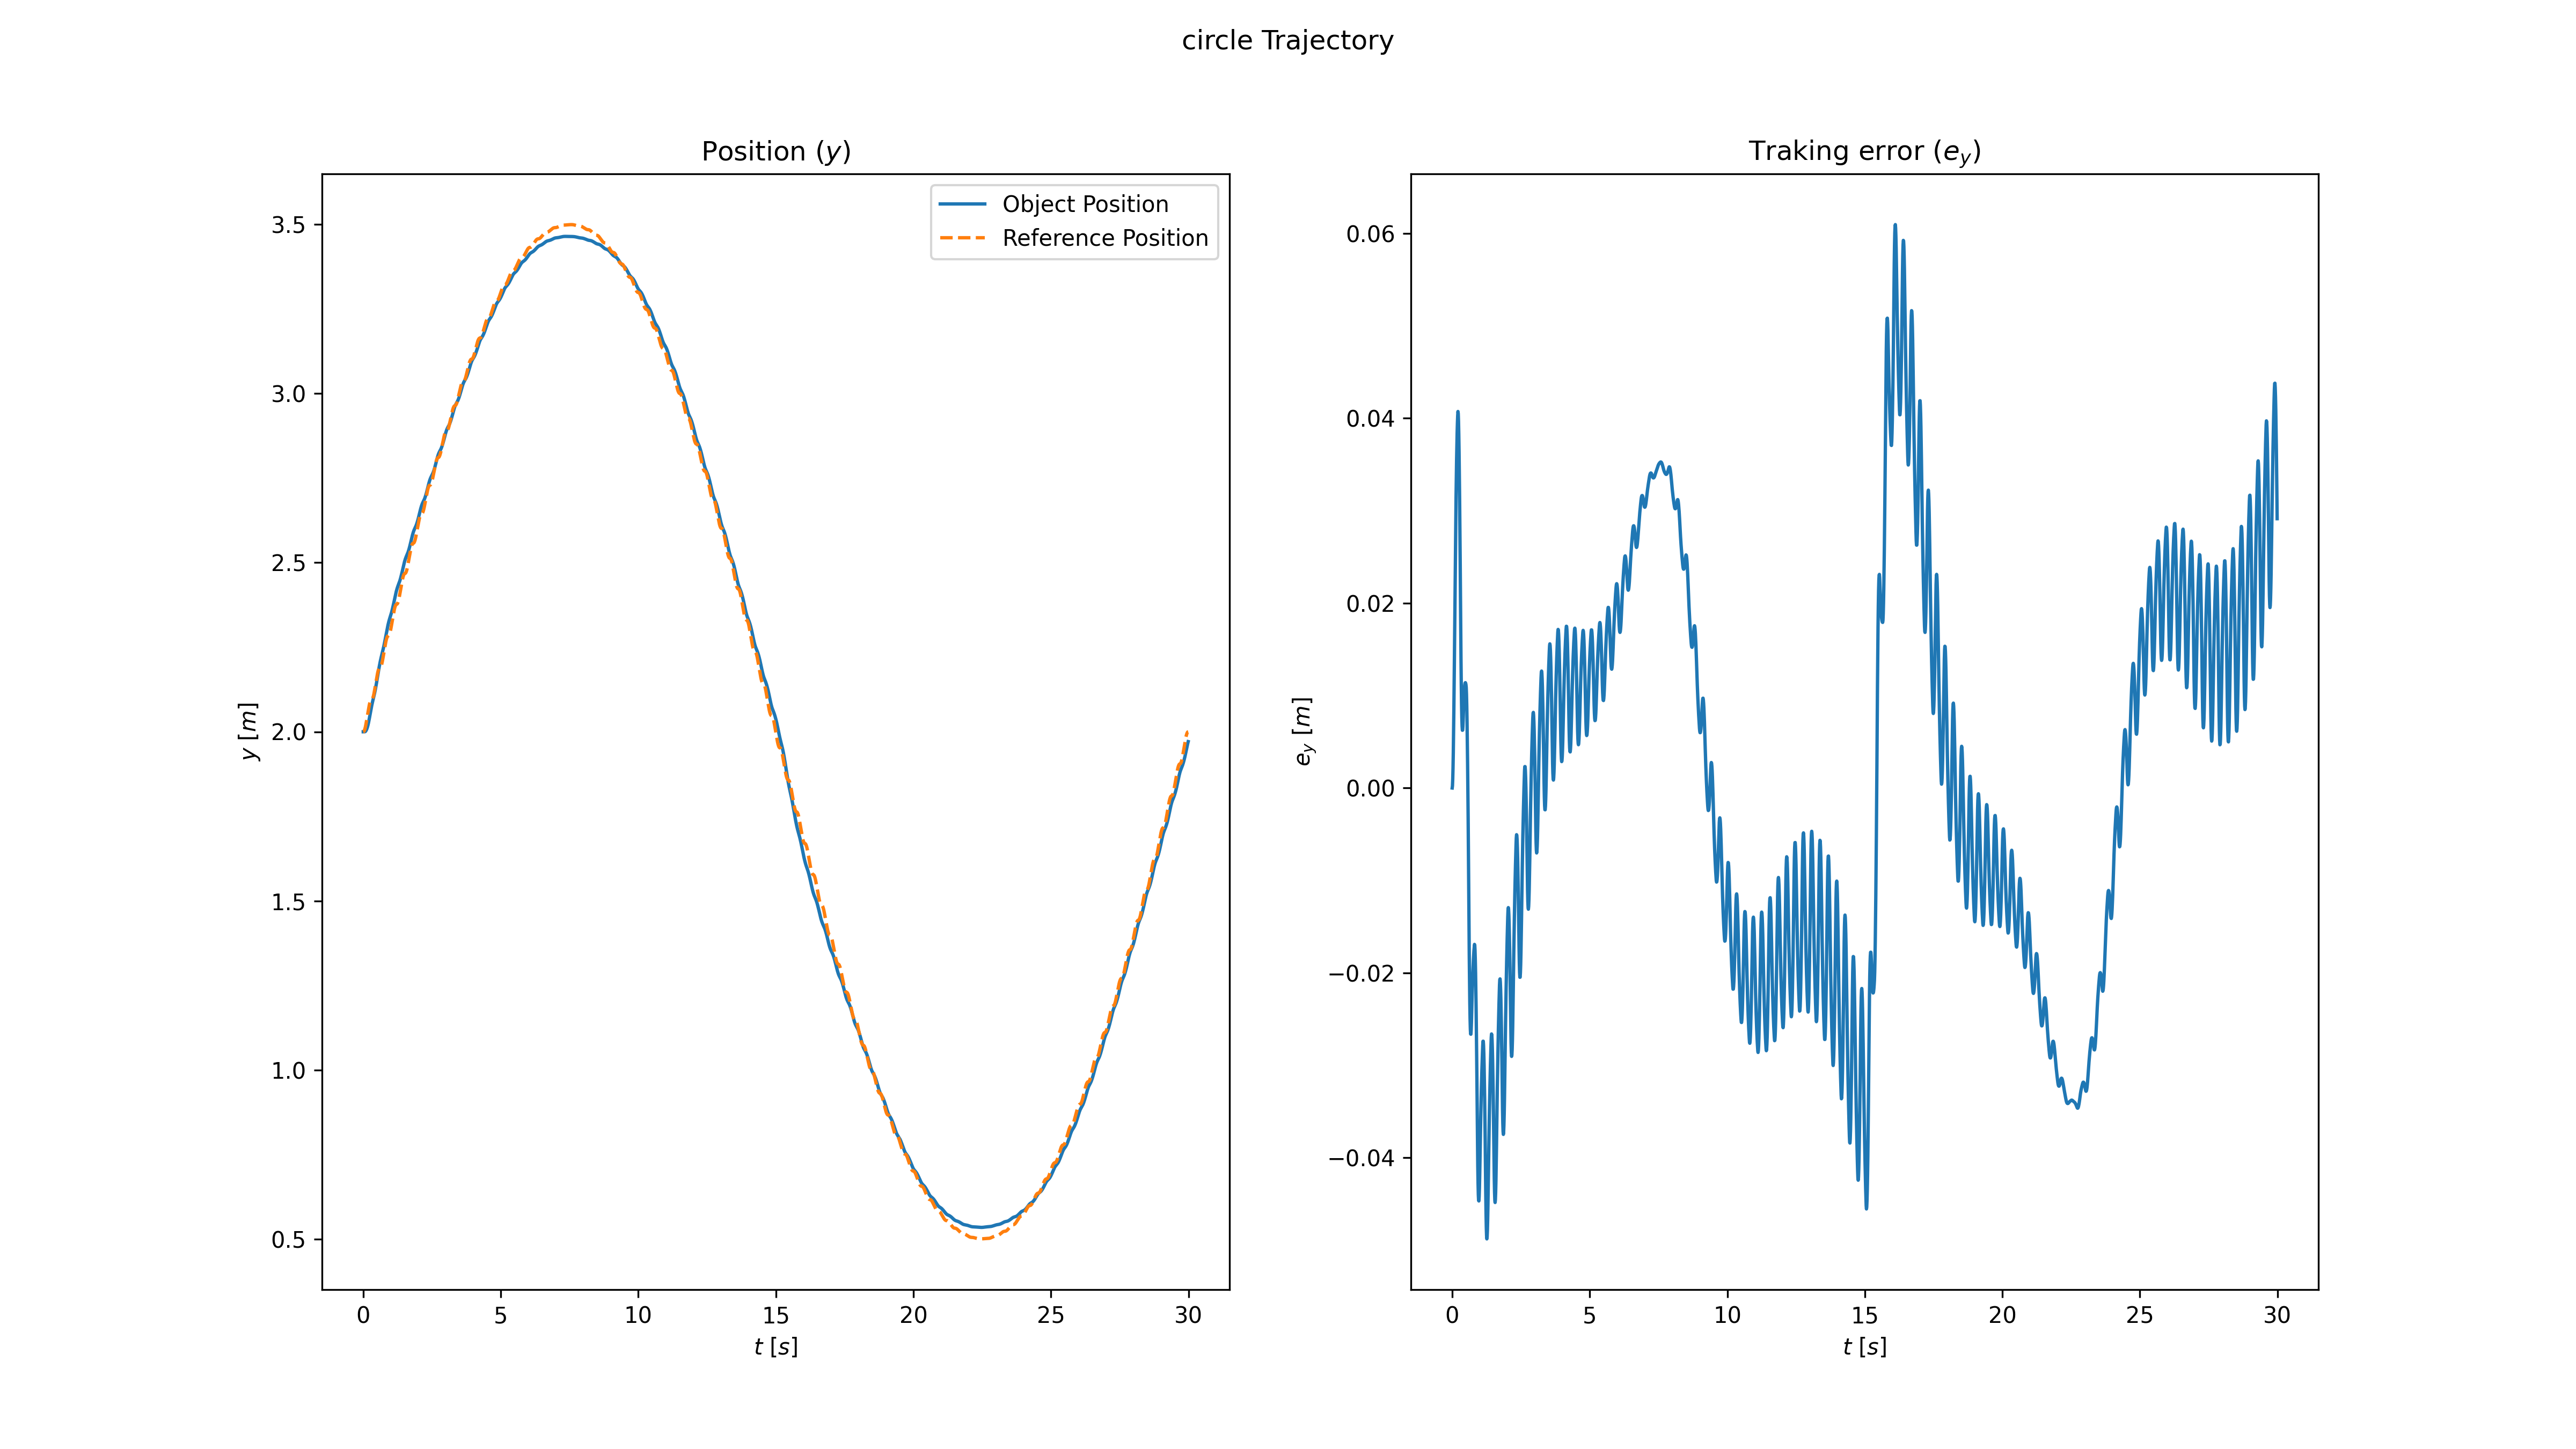 circle Trajectory
Position (y)
Object Position
Reference Position
3.5
3.0
2.5
2.0
1.5
1.0
0.5
y [m]
0 5 10 15 20 25 30
t [s]
Traking error (e_y)
0.06
0.04
0.02
0.00
−0.02
−0.04
e_y [m]
0 5 10 15 20 25 30
t [s]